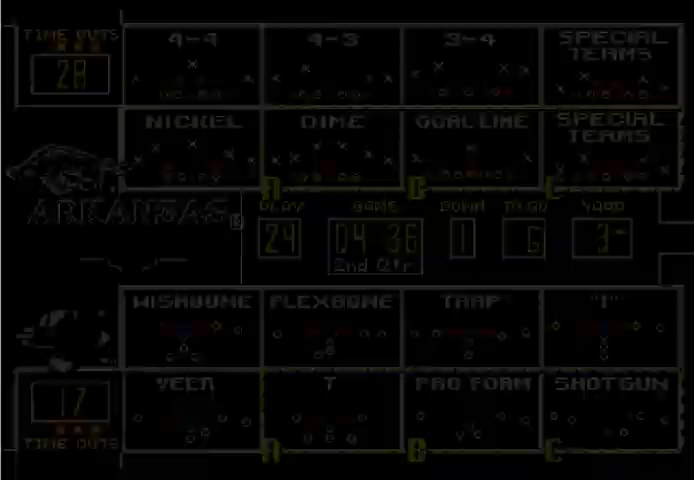 TIME OUTS
28
4-4
4-3
3-4
SPECIAL
TEAMS
NICKEL
DIME
GOAL LINE
SPECIAL
TEAMS
A B C
ARKANSAS
PLAY GAME DOWN TO GO YARD
24 04 36 1 G 3
2nd Qtr
WISHBONE
FLEXBONE
TRAP
"I"
VEER
T
PRO FORM
SHOTGUN
17
TIME OUTS
A B C